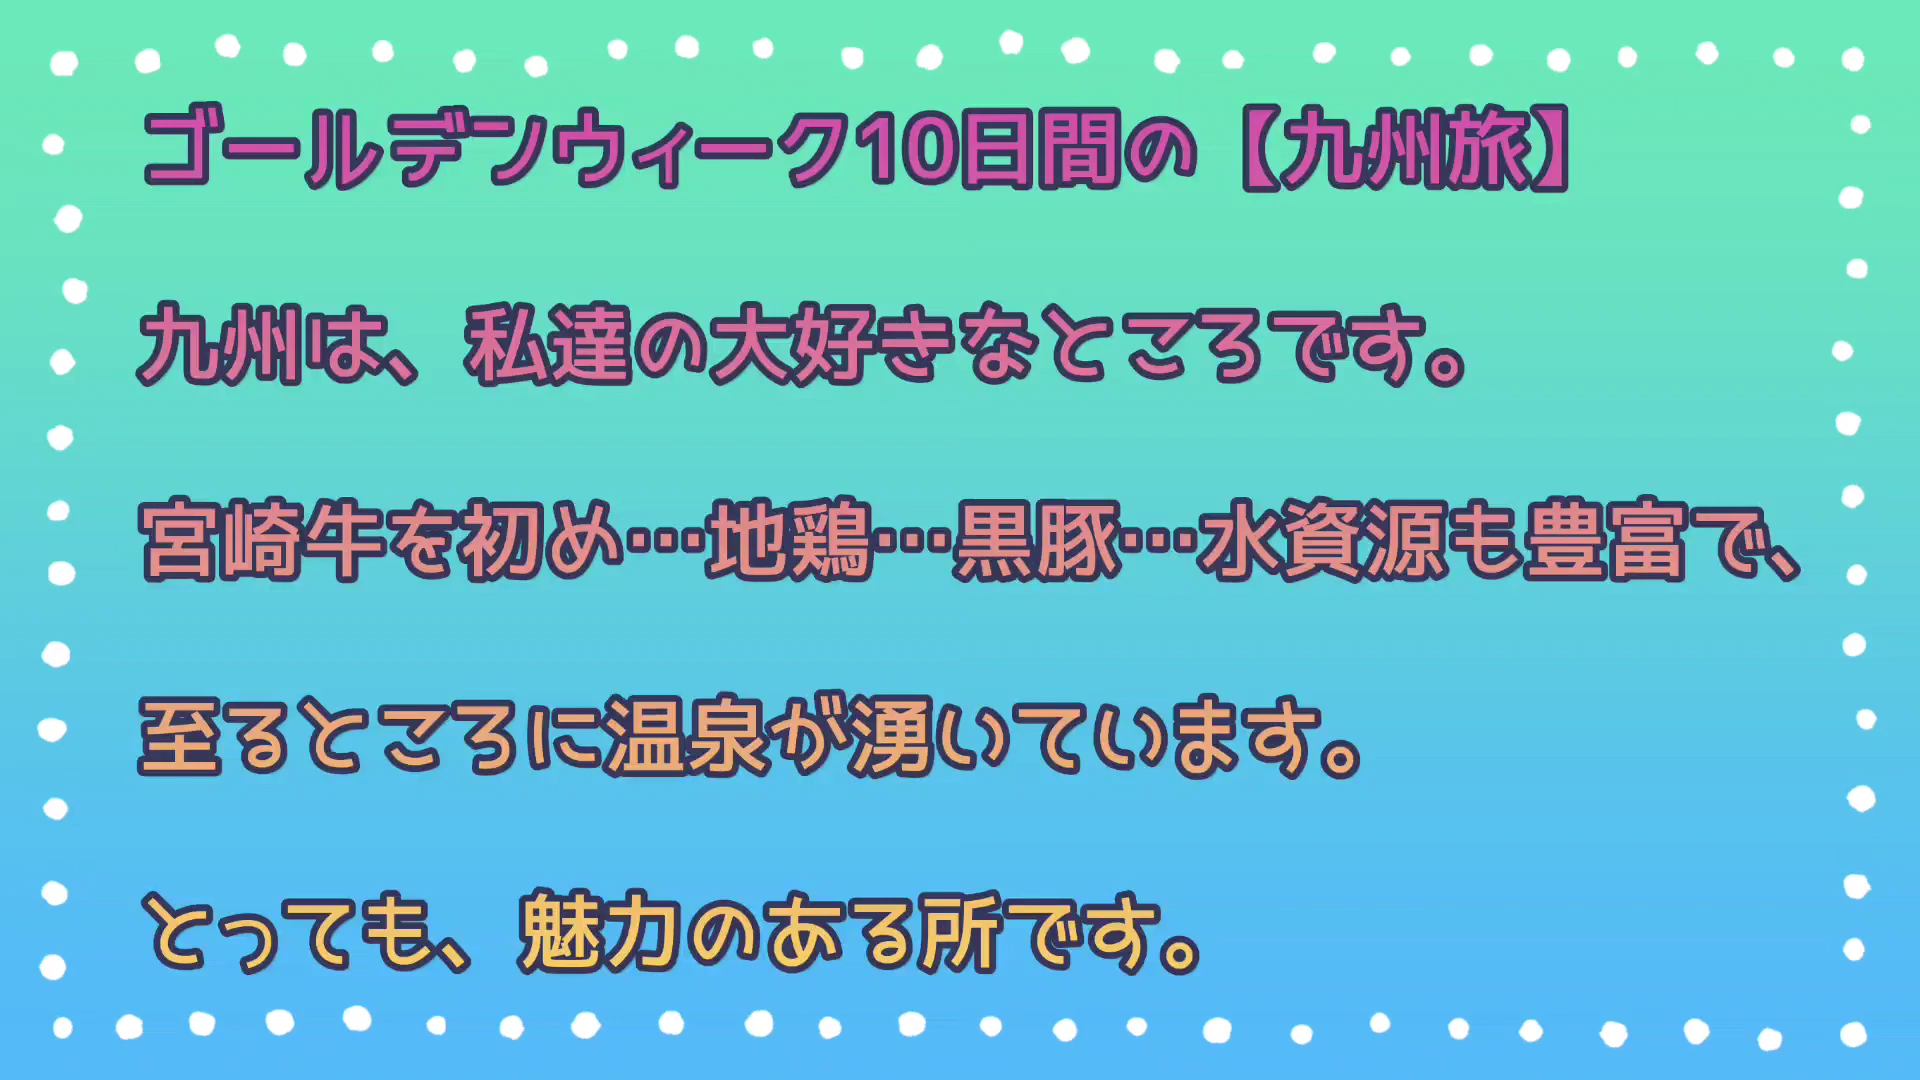 ゴールデンウィーク10日間の【九州旅】
九州は、私達の大好きなところです。
宮崎牛を初め…地鶏…黒豚…水資源も豊富で、
至るところに温泉が湧いています。
とっても、魅力のある所です。